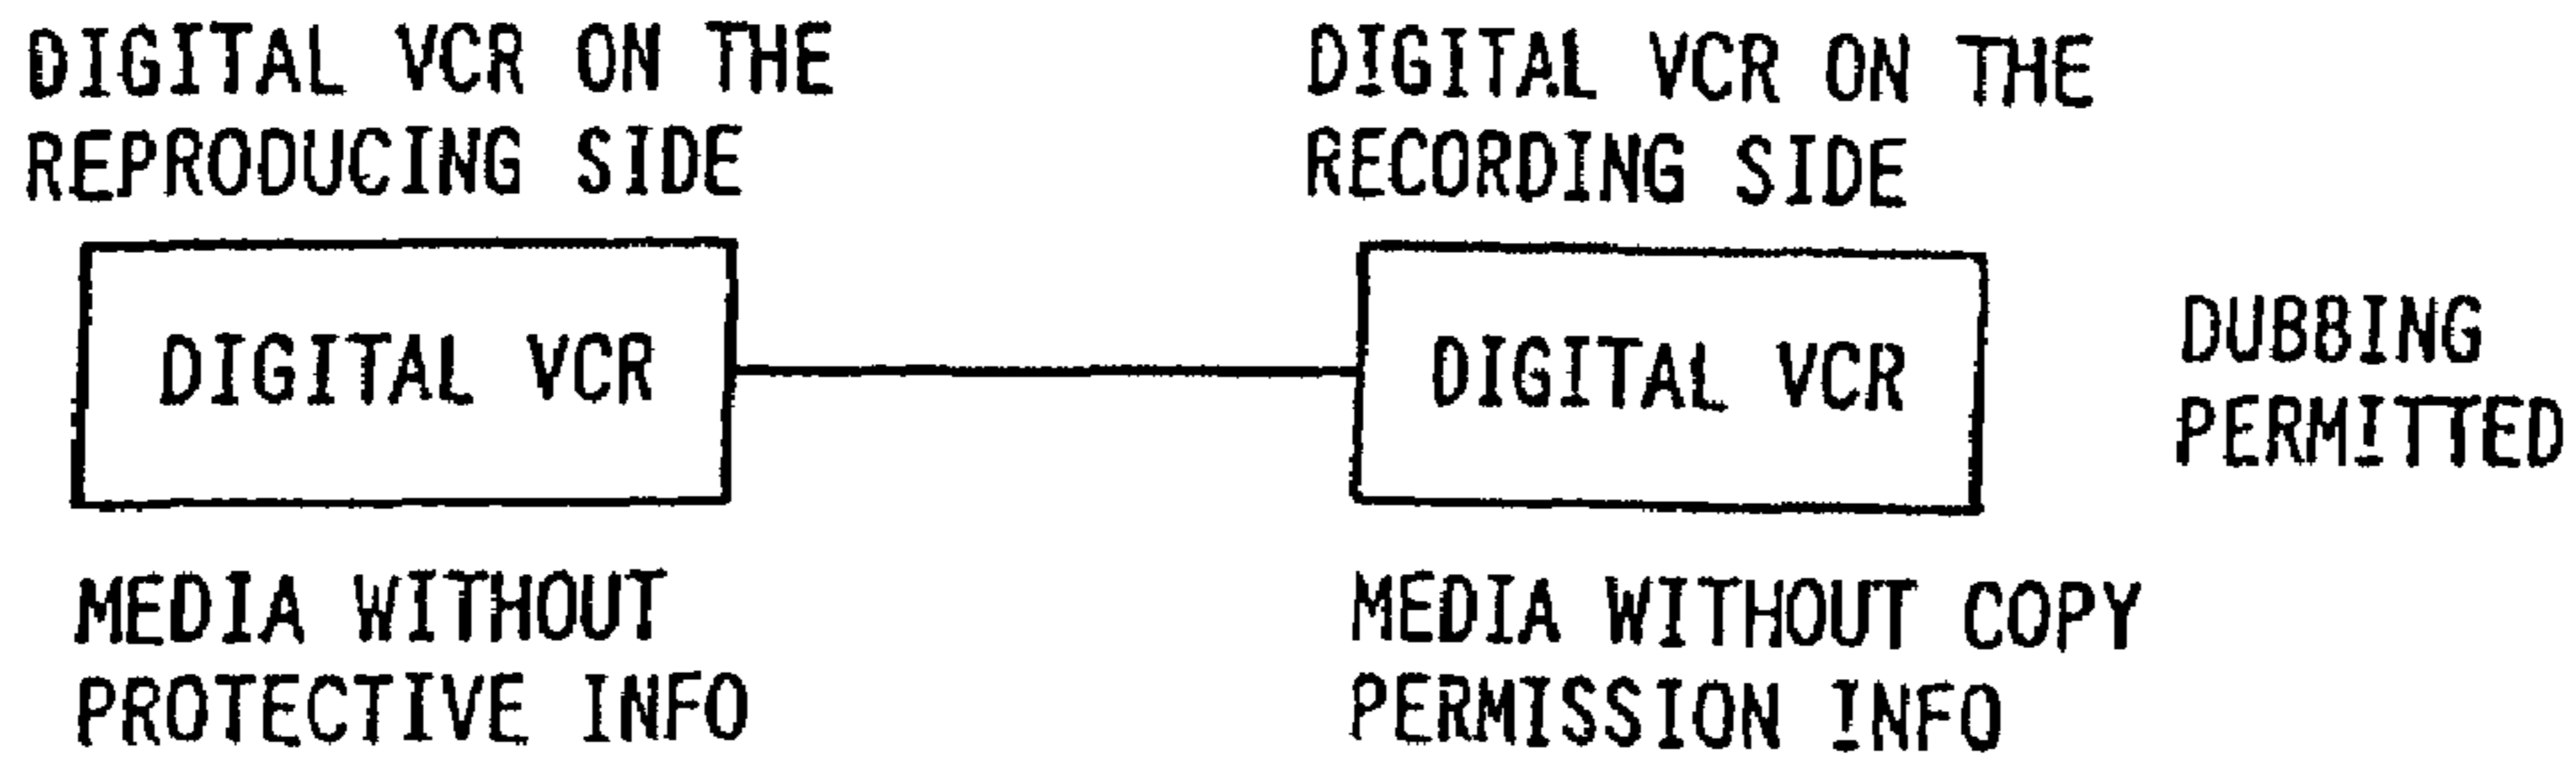 DIGITAL VCR ON THE
REPRODUCING SIDE
DIGITAL VCR ON THE
RECORDING SIDE
DIGITAL VCR
DIGITAL VCR
DUBBING
PERMITTED
MEDIA WITHOUT
PROTECTIVE INFO
MEDIA WITHOUT COPY
PERMISSION INFO